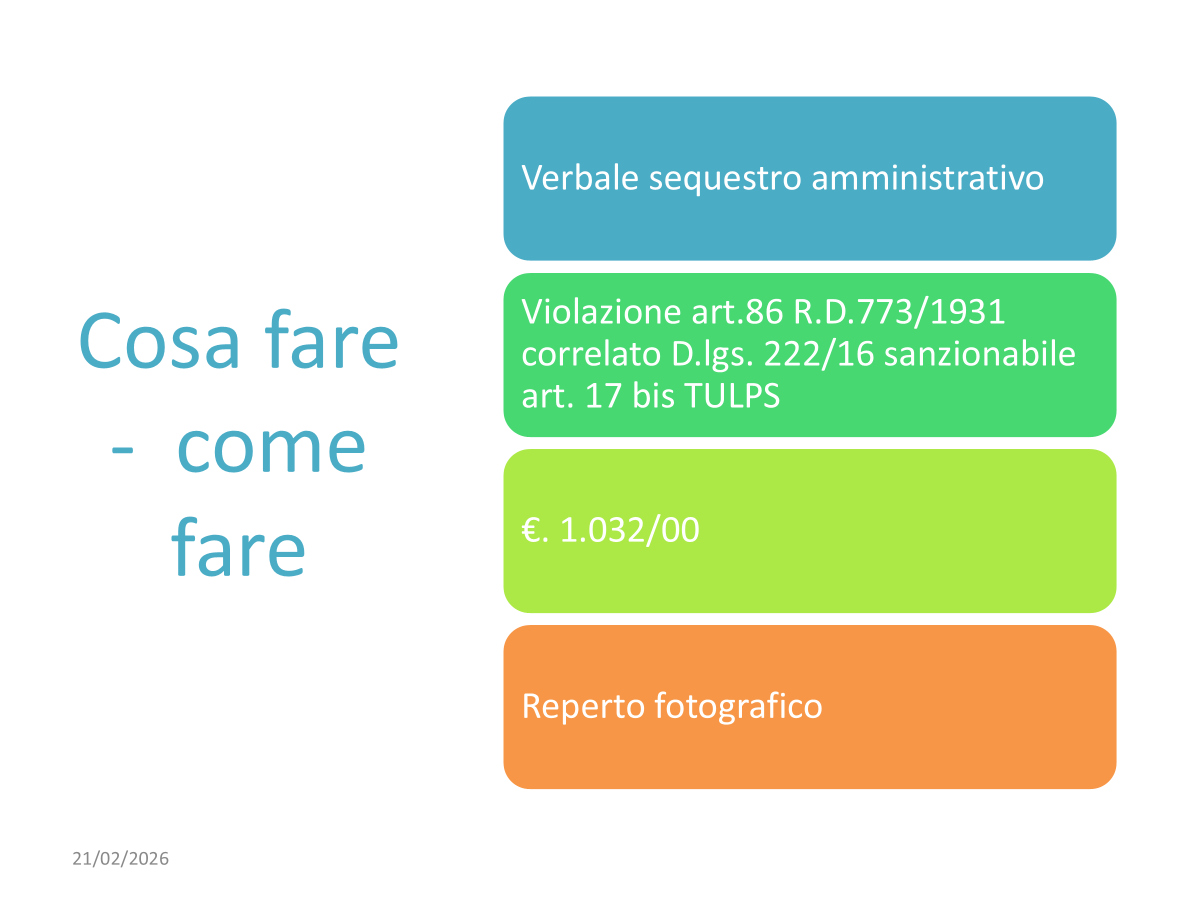 Cosa fare
- come
fare
Verbale sequestro amministrativo
Violazione art.86 R.D.773/1931
correlato D.lgs. 222/16 sanzionabile
art. 17 bis TULPS
€. 1.032/00
Reperto fotografico
21/02/2026